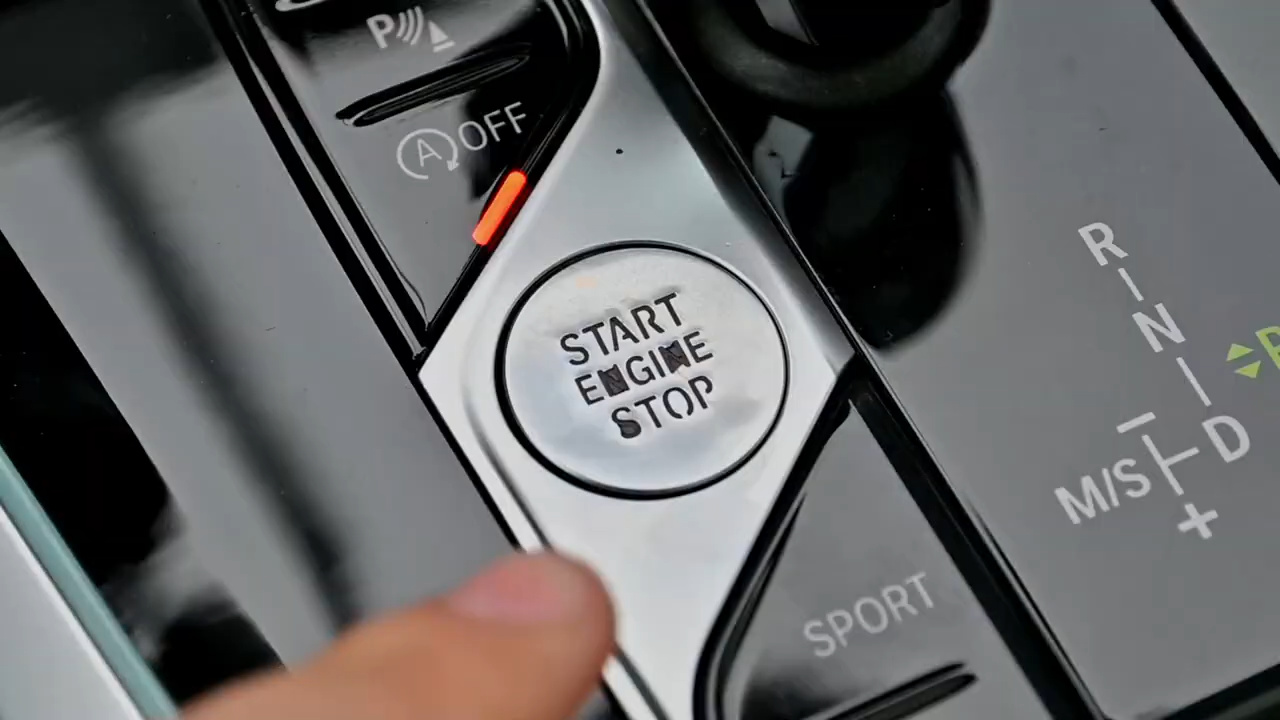 P
A OFF
START
ENGINE
STOP
R
N
D
M/S
+
P
SPORT